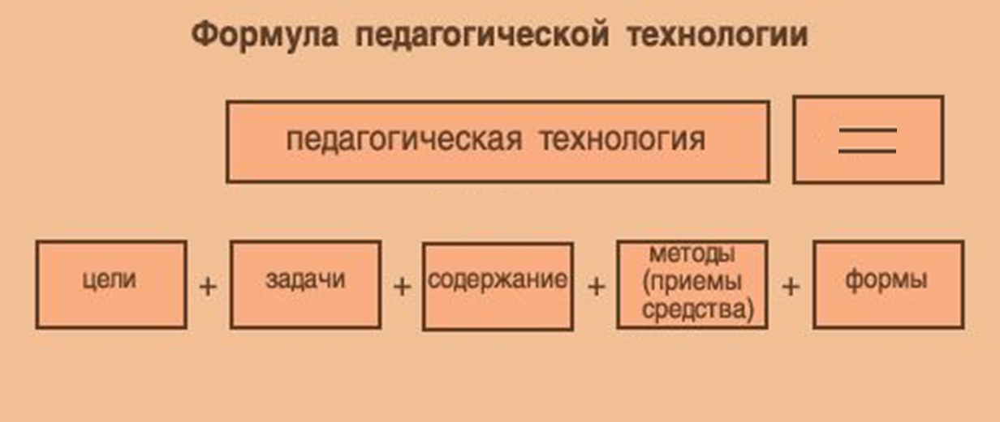 Формула педагогической технологии
педагогическая технология =
цели + задачи + содержание + методы (приемы средства) + формы